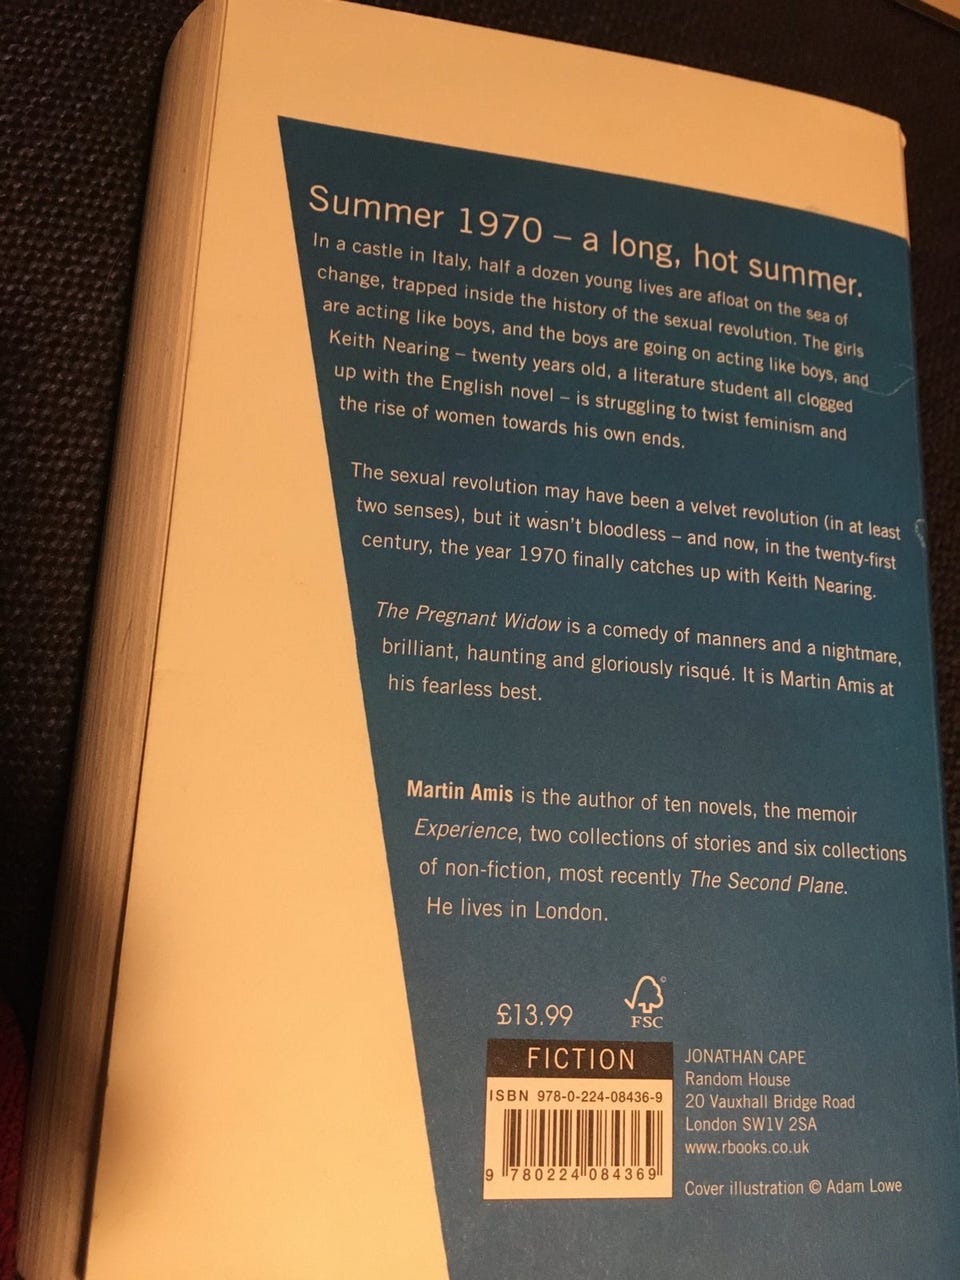 Summer 1970 – a long, hot summer.
In a castle in Italy, half a dozen young lives are afloat on the sea of
change, trapped inside the history of the sexual revolution. The girls
are acting like boys, and the boys are going on acting like boys, and
Keith Nearing – twenty years old, a literature student all clogged
up with the English novel – is struggling to twist feminism and
the rise of women towards his own ends.
The sexual revolution may have been a velvet revolution (in at least
two senses), but it wasn't bloodless – and now, in the twenty-first
century, the year 1970 finally catches up with Keith Nearing.
The Pregnant Widow is a comedy of manners and a nightmare,
brilliant, haunting and gloriously risqué. It is Martin Amis at
his fearless best.
Martin Amis is the author of ten novels, the memoir
Experience, two collections of stories and six collections
of non-fiction, most recently The Second Plane.
He lives in London.
£13.99
©
FSC
FICTION
ISBN 978-0-224-08436-9
9 780224 084369
JONATHAN CAPE
Random House
20 Vauxhall Bridge Road
London SW1V 2SA
www.rbooks.co.uk
Cover illustration © Adam Lowe